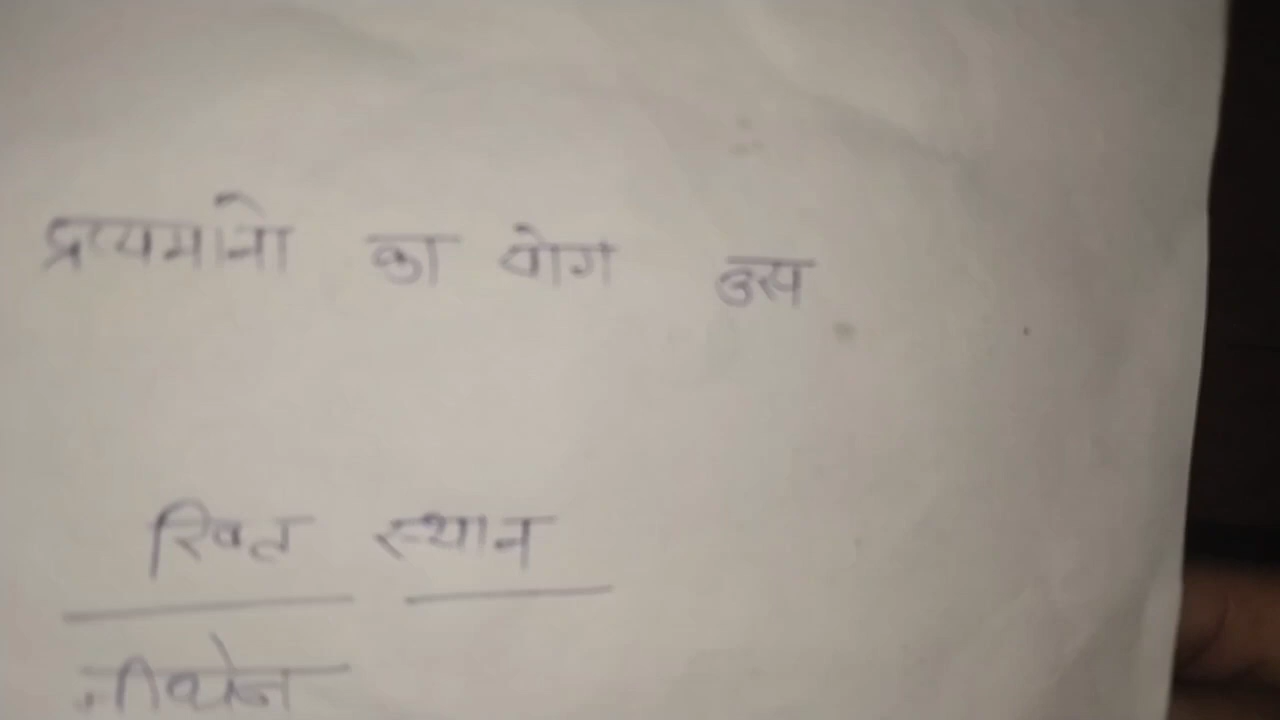 द्रव्यमानो का योग उस
रिक्त स्थान